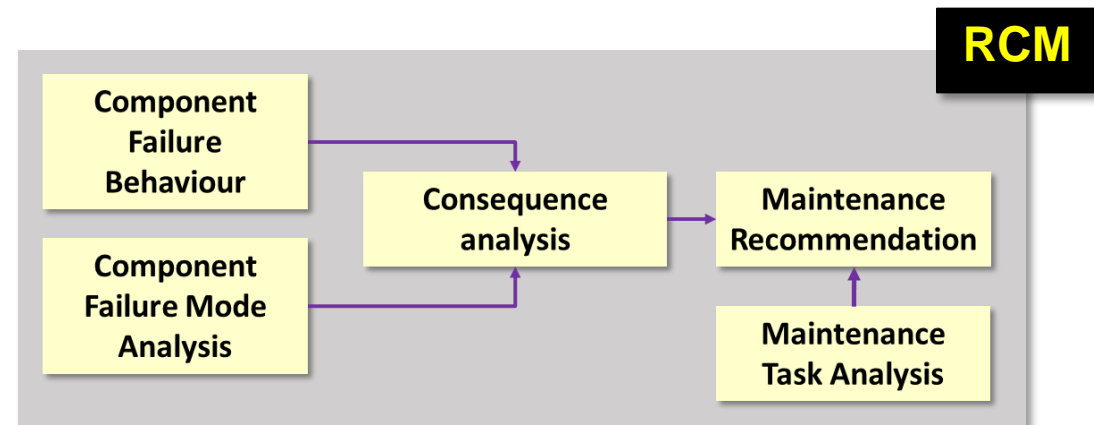 RCM
Component
Failure
Behaviour
Component
Failure Mode
Analysis
Consequence
analysis
Maintenance
Recommendation
Maintenance
Task Analysis